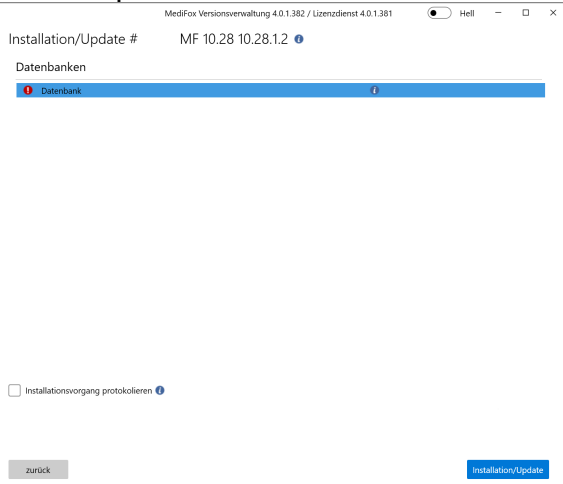 MediFox Versionsverwaltung 4.0.1.382 / Lizenzdienst 4.0.1.381 Hell
Installation/Update # MF 10.28 10.28.1.2
Datenbanken
Datenbank
Installationsvorgang protokolieren
zurück Installation/Update